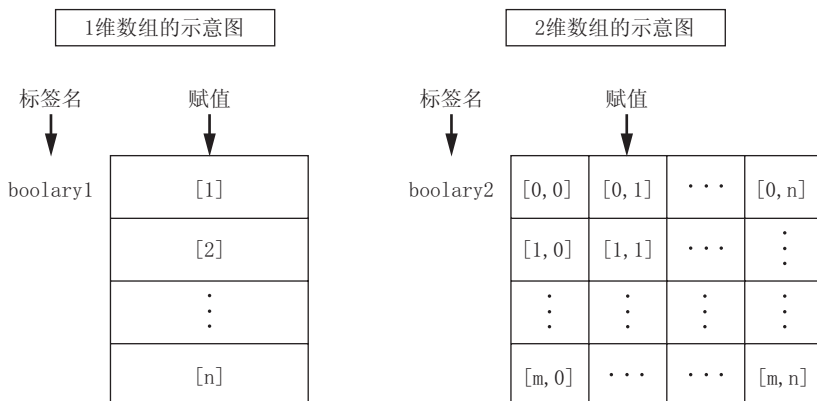 1维数组的示意图
标签名 赋值
boolary1 [1]
[2]
⋮
[n]
2维数组的示意图
标签名 赋值
boolary2 [0,0] [0,1] ··· [0,n]
[1,0] [1,1] ··· ⋮
⋮ ⋮ ⋮ ⋮
[m,0] ··· ··· [m,n]